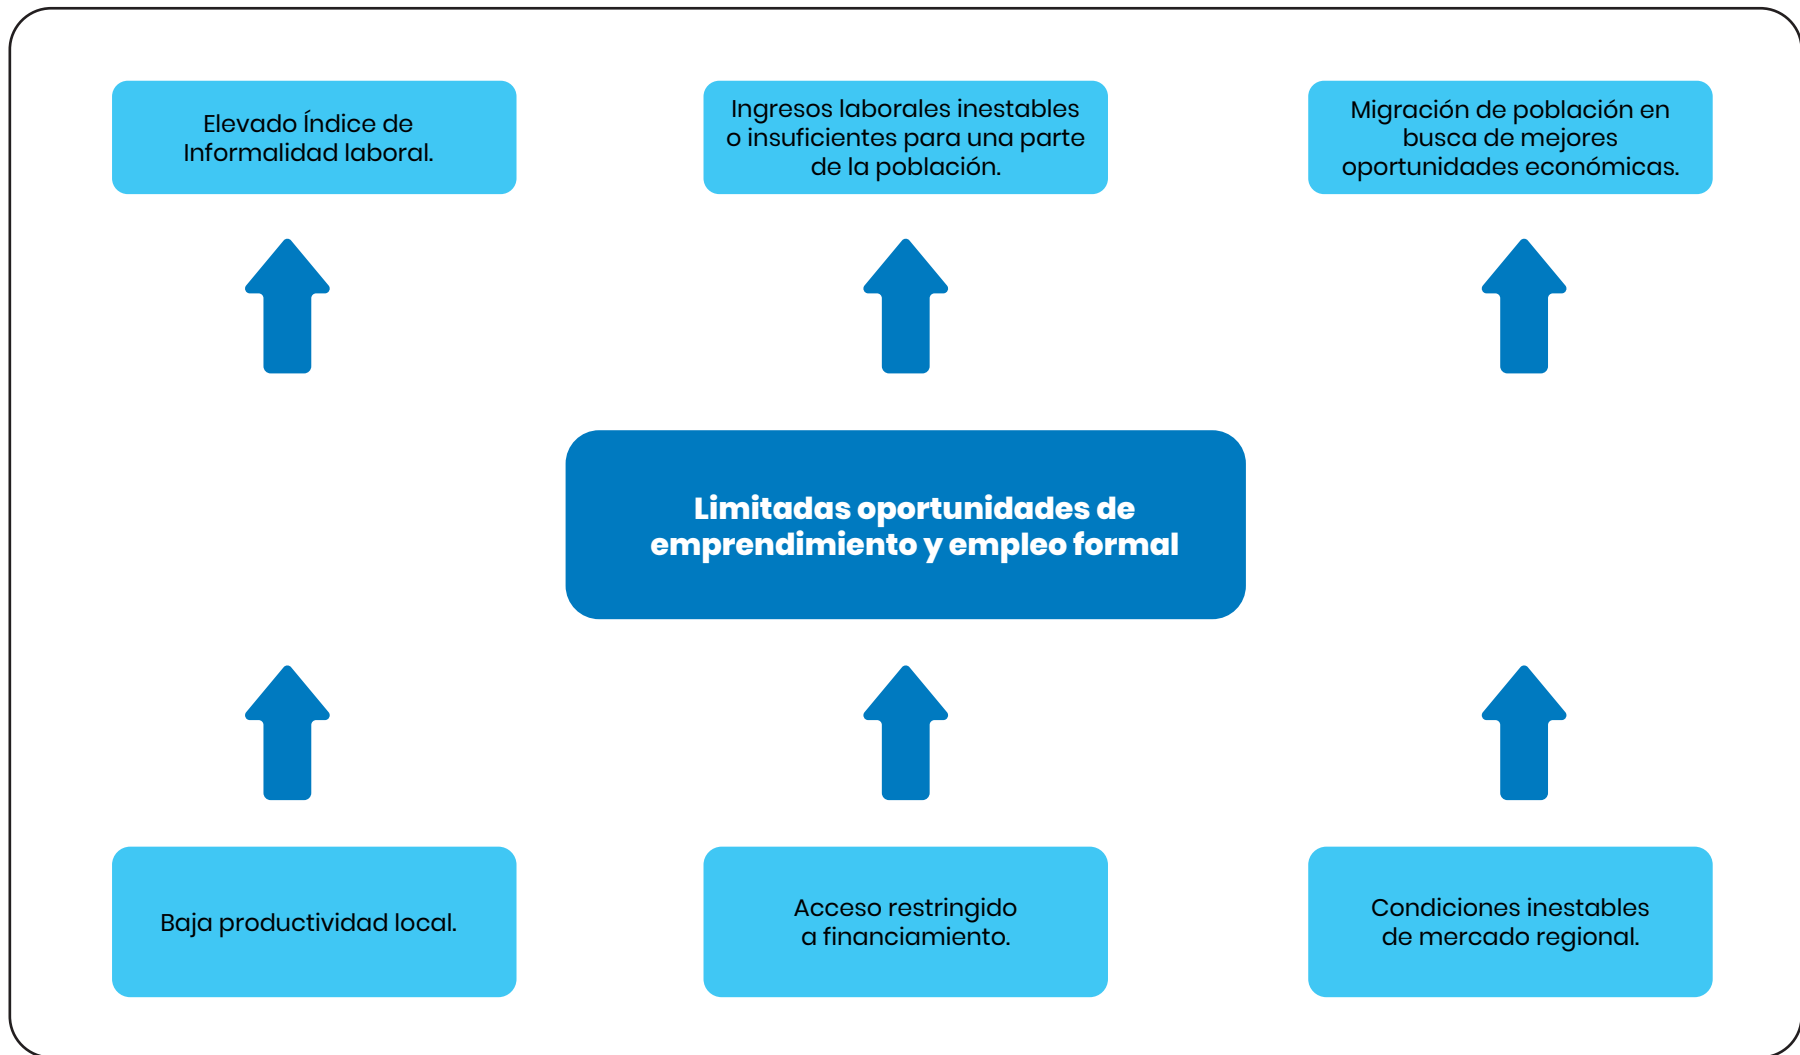 Elevado Índice de
Informalidad laboral.
Ingresos laborales inestables
o insuficientes para una parte
de la población.
Migración de población en
busca de mejores
oportunidades económicas.
Limitadas oportunidades de
emprendimiento y empleo formal
Baja productividad local.
Acceso restringido
a financiamiento.
Condiciones inestables
de mercado regional.